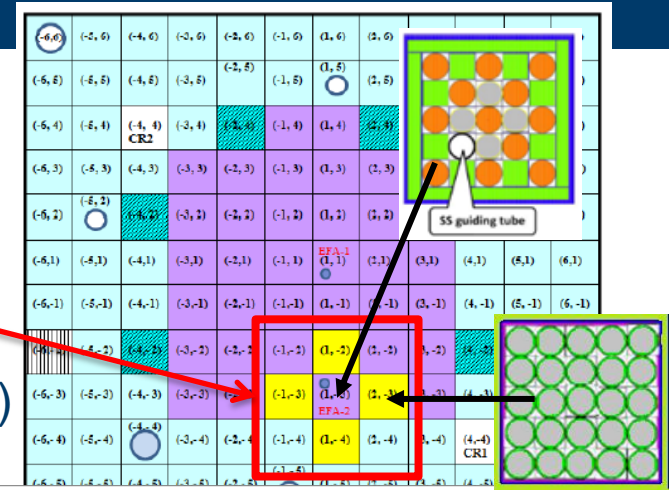 (-6,6) (-5, 6) (-4, 6) (-3, 6) (-2, 6) (-1, 6) (1, 6) (2, 6)
(-6, 5) (-5, 5) (-4, 5) (-3, 5) (-2, 5) (-1, 5) (1, 5) (2, 5) )
(-6, 4) (-5, 4) (-4, 4) (-3, 4) (-1, 4) (1, 4) )
CR2
(-6, 3) (-5, 3) (-4, 3) (-3, 3) (-2, 3) (-1, 3) (1, 3) (2, 3) )
(-6, 2) (-5, 2) (-4, 2) (-3, 2) (-2, 2) (-1, 2) (1, 2) (2, 2)
SS guiding tube
EFA-1
(-6,1) (-5,1) (-4,1) (-3,1) (-2,1) (-1, 1) (1, 1) (2,1) (3,1) (4,1) (5,1) (6,1)
(-6,-1) (-5,-1) (-4,-1) (-3,-1) (-2,-1) (-1,-1) (1, -1) -1) (3, -1) (4, -1) (5, -1) (6, -1)
(-4,-2) (-3,-2) (-1,-2) (1, -2) (2, -2)
) (-6,-3) (-5,-3) (-4,-3) (-3,-3) (-1,-3)
EFA-2
(-6,-4) (-5,-4) (-4,-4) (-3,-4) (-2,-4) (-1,-4) (1,-4) (2, -4) (4,-4)
CR1
(-1,-5)